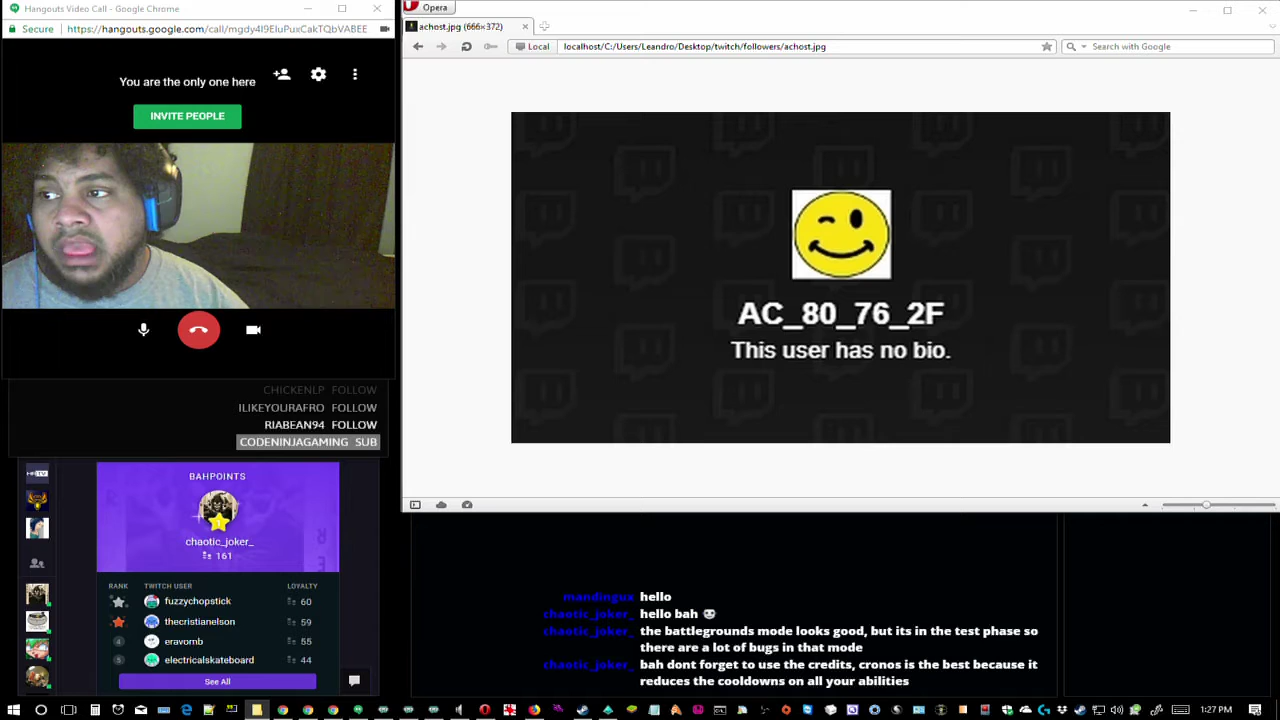 Hangouts Video Call - Google Chrome
Secure
You are the only one here
INVITE PEOPLE
CHICKENLP FOLLOW
ILIKEYOURAFRO FOLLOW
RIABEAN94 FOLLOW
CODENINJAGAMING SUB
BAHPOINTS
1
chaotic_joker_
161
RANK TWITCH USER LOYALTY
fuzzychopstick 60
thecristianelson 59
4 eravomb 55
5 electricalskateboard 44
See All
Opera
achost.jpg (666×372)
Local localhost/C:/Users/Leandro/Desktop/twitch/followers/achost.jpg Search with Google
AC_80_76_2F
This user has no bio.
mandingux hello
chaotic_joker_ hello bah
chaotic_joker_ the battlegrounds mode looks good, but its in the test phase so
there are a lot of bugs in that mode
chaotic_joker_ bah dont forget to use the credits, cronos is the best because it
reduces the cooldowns on all your abilities
1:27 PM